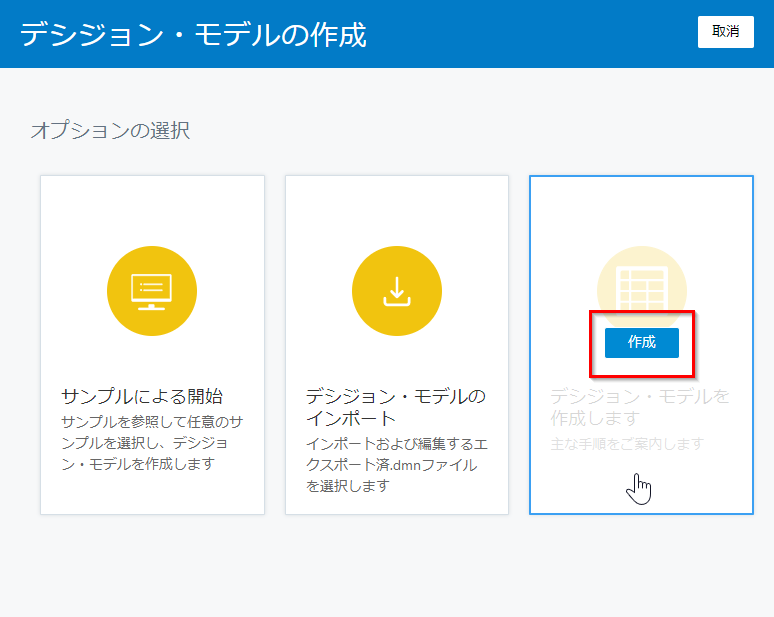 デシジョン・モデルの作成
取消
オプションの選択
サンプルによる開始
サンプルを参照して任意のサ
ンプルを選択し、デシジョ
ン・モデルを作成します
デシジョン・モデルの
インポート
インポートおよび編集するエ
クスポート済.dmnファイル
を選択します
作成
デシジョン・モデルを
作成します
主な手順をご案内します